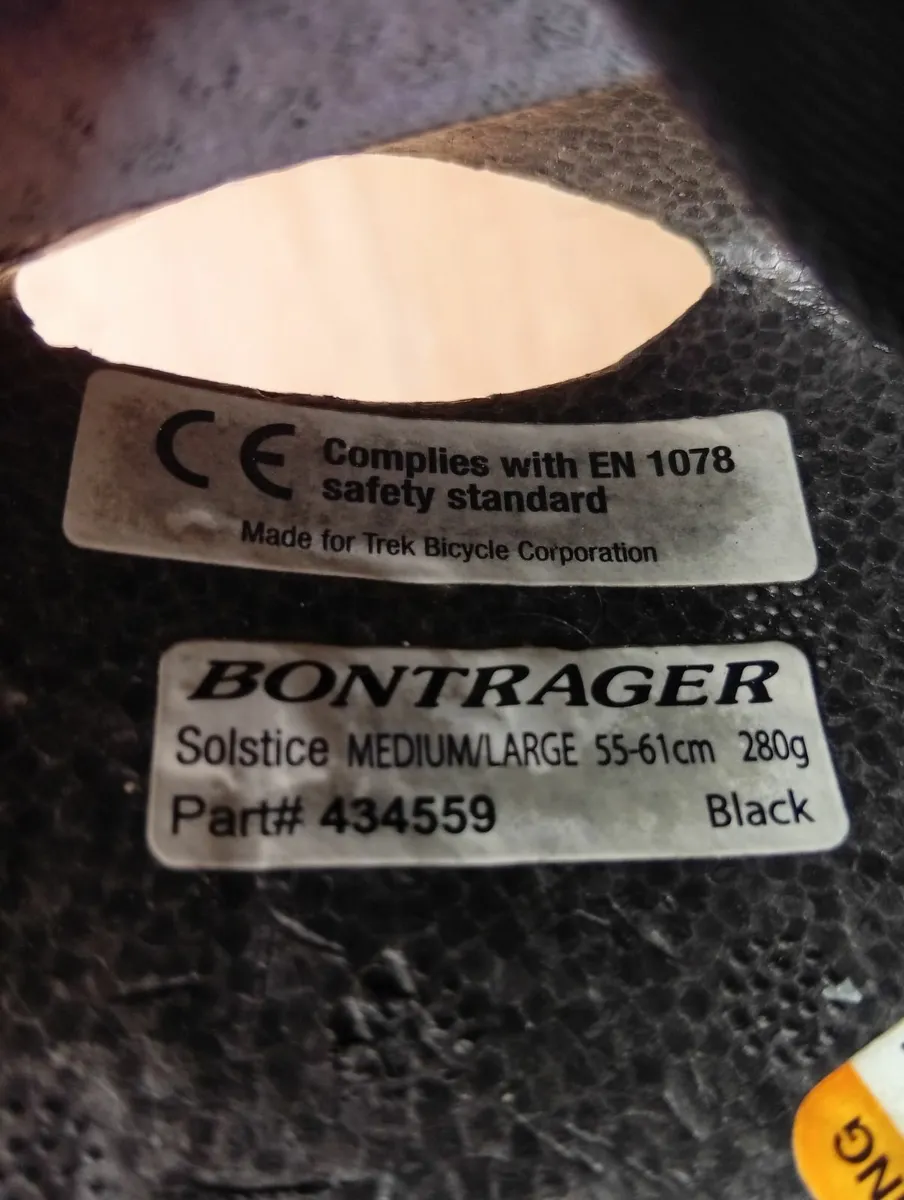 CE Complies with EN 1078
safety standard
Made for Trek Bicycle Corporation
BONTRAGER
Solstice MEDIUM/LARGE 55-61cm 280g
Part# 434559 Black
NG